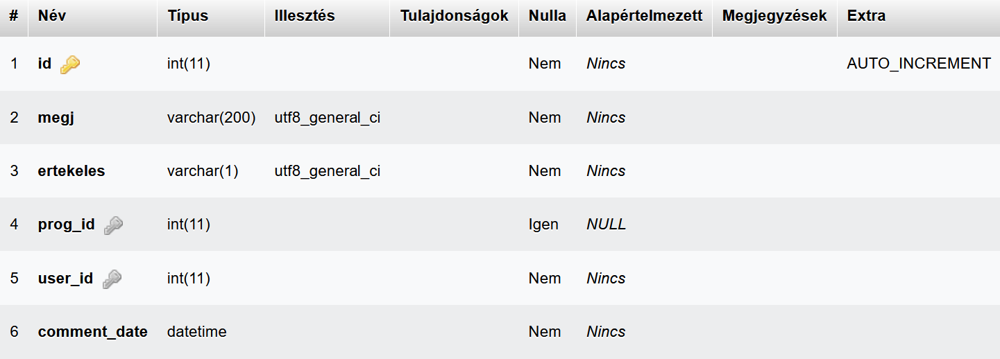 # Név Típus Illesztés Tulajdonságok Nulla Alapértelmezett Megjegyzések Extra
1 id int(11) Nem Nincs AUTO_INCREMENT
2 megj varchar(200) utf8_general_ci Nem Nincs
3 ertekeles varchar(1) utf8_general_ci Nem Nincs
4 prog_id int(11) Igen NULL
5 user_id int(11) Nem Nincs
6 comment_date datetime Nem Nincs